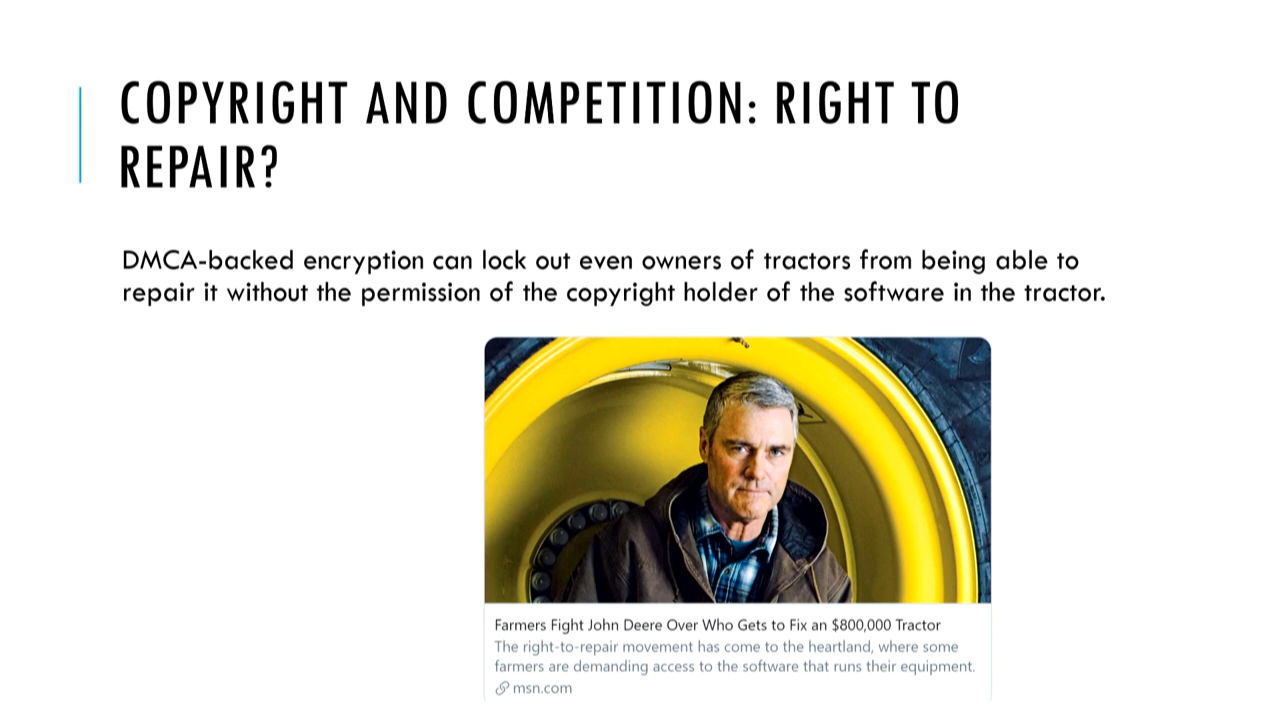 COPYRIGHT AND COMPETITION: RIGHT TO
REPAIR?
DMCA-backed encryption can lock out even owners of tractors from being able to
repair it without the permission of the copyright holder of the software in the tractor.
Farmers Fight John Deere Over Who Gets to Fix an $800,000 Tractor
The right-to-repair movement has come to the heartland, where some
farmers are demanding access to the software that runs their equipment.
msn.com